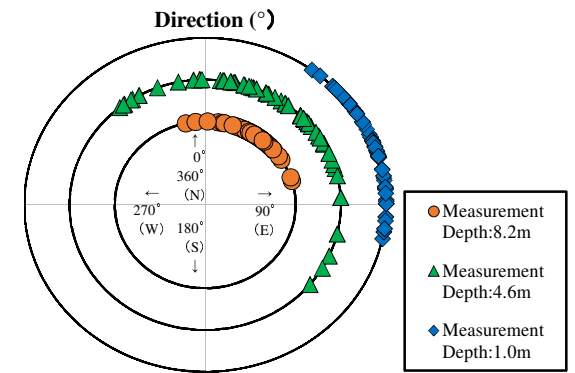 Direction (°)
↑
0°
360°
(N)
←
→
270°
90°
(W)
180°
(E)
(S)
↓
Measurement
Depth:8.2m
Measurement
Depth:4.6m
Measurement
Depth:1.0m